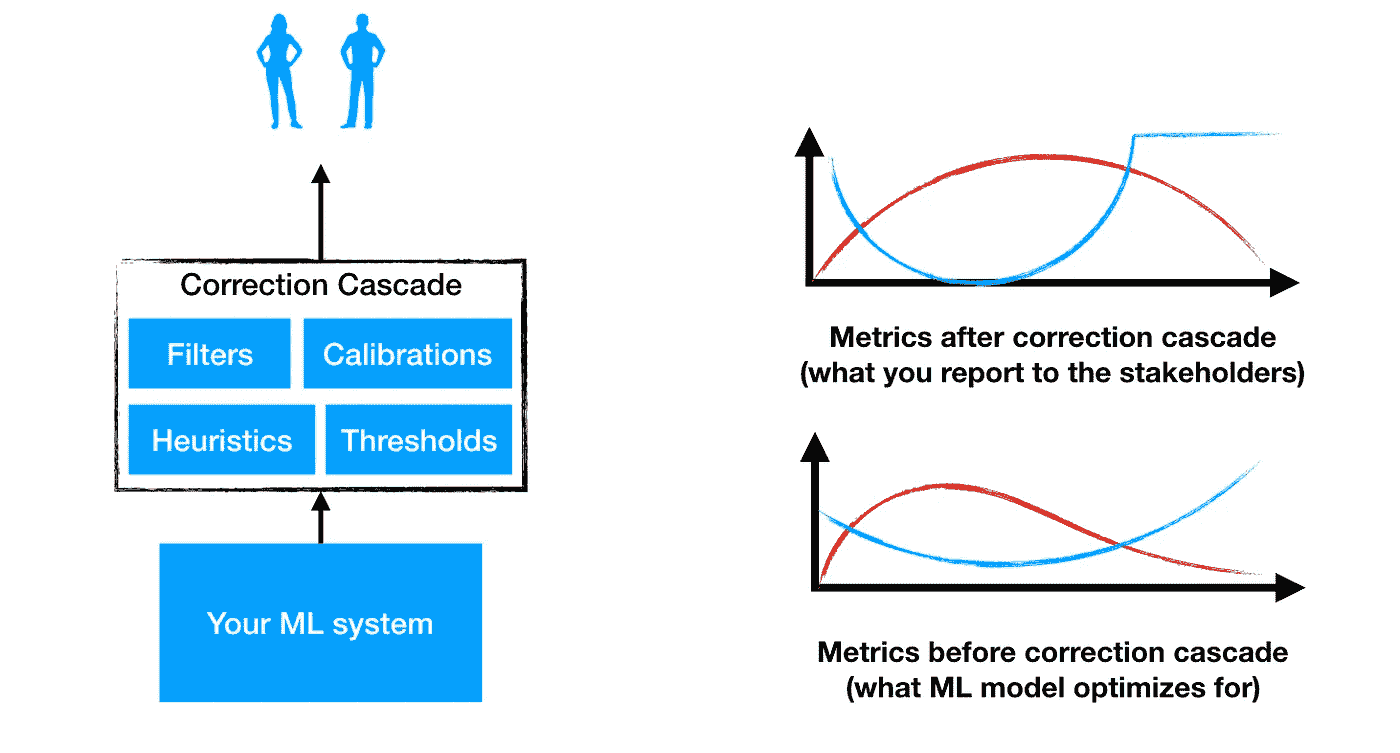 Correction Cascade
Filters
Calibrations
Heuristics
Thresholds
Your ML system
Metrics after correction cascade
(what you report to the stakeholders)
Metrics before correction cascade
(what ML model optimizes for)